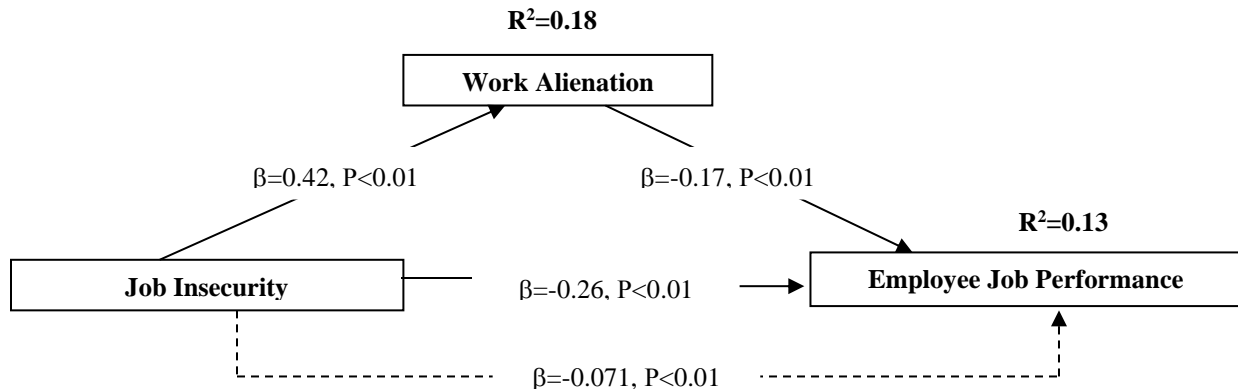 R²=0.18
Work Alienation
β=0.42, P<0.01
β=-0.17, P<0.01
R²=0.13
Job Insecurity
β=-0.26, P<0.01
Employee Job Performance
β=-0.071, P<0.01